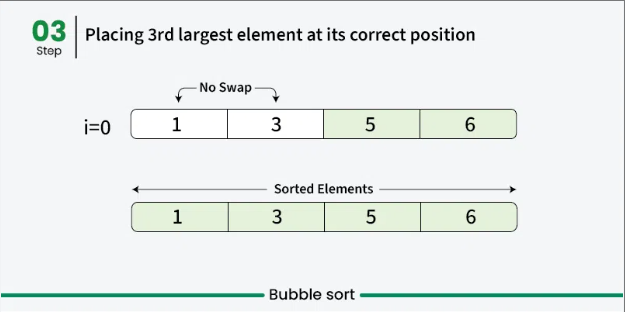 03
Step
Placing 3rd largest element at its correct position
No Swap
i=0
1 3 5 6
Sorted Elements
1 3 5 6
Bubble sort